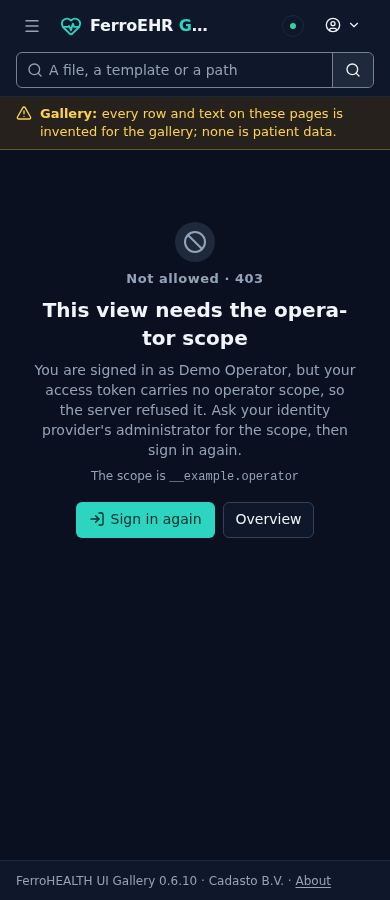 FerroEHR G...
A file, a template or a path
Gallery: every row and text on these pages is
invented for the gallery; none is patient data.
Not allowed · 403
This view needs the opera-
tor scope
You are signed in as Demo Operator, but your
access token carries no operator scope, so
the server refused it. Ask your identity
provider's administrator for the scope, then
sign in again.
The scope is __example.operator
Sign in again
Overview
FerroHEALTH UI Gallery 0.6.10 · Cadasto B.V. · About